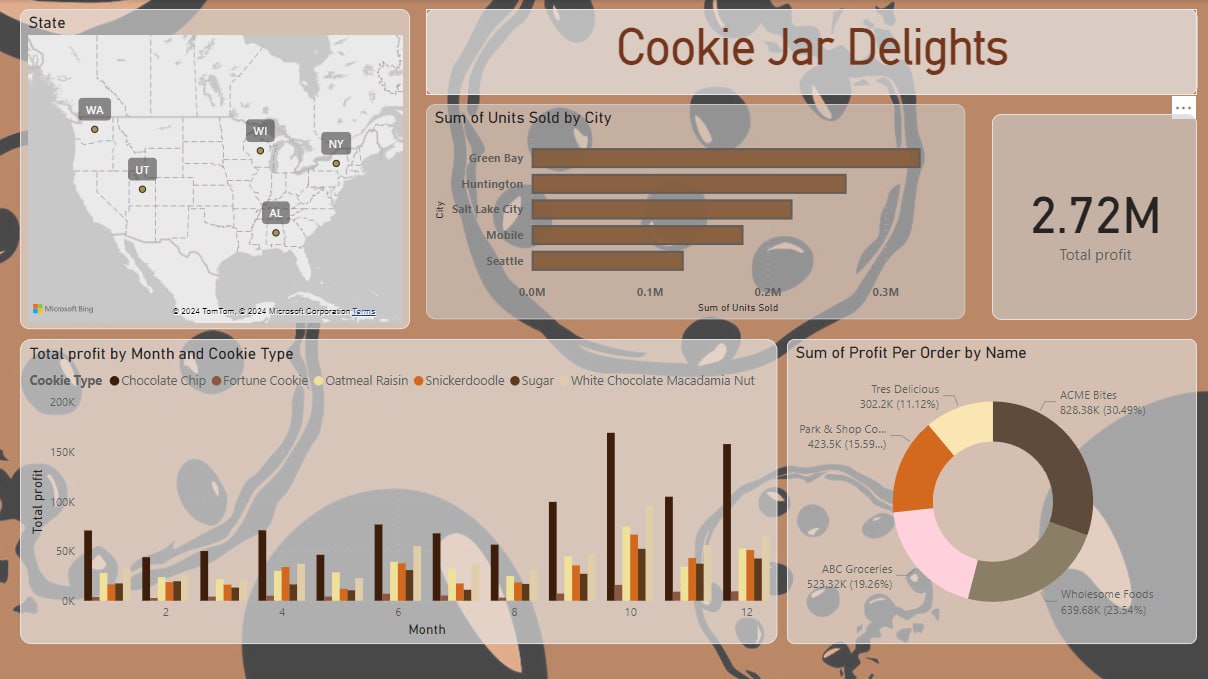 State
WA
WI
NY
UT
AL
Microsoft Bing
© 2024 TomTom, © 2024 Microsoft Corporation Terms
Cookie Jar Delights
Sum of Units Sold by City
City
Green Bay
Huntington
Salt Lake City
Mobile
Seattle
0.0M 0.1M 0.2M 0.3M
Sum of Units Sold
...
2.72M
Total profit
Total profit by Month and Cookie Type
Cookie Type Chocolate Chip Fortune Cookie Oatmeal Raisin Snickerdoodle Sugar White Chocolate Macadamia Nut
Total profit
200K
150K
100K
50K
0K
2 4 6 8 10 12
Month
Sum of Profit Per Order by Name
ACME Bites
828.38K (30.49%)
Wholesome Foods
639.68K (23.54%)
ABC Groceries
523.32K (19.26%)
Park & Shop Co...
423.5K (15.59...)
Tres Delicious
302.2K (11.12%)